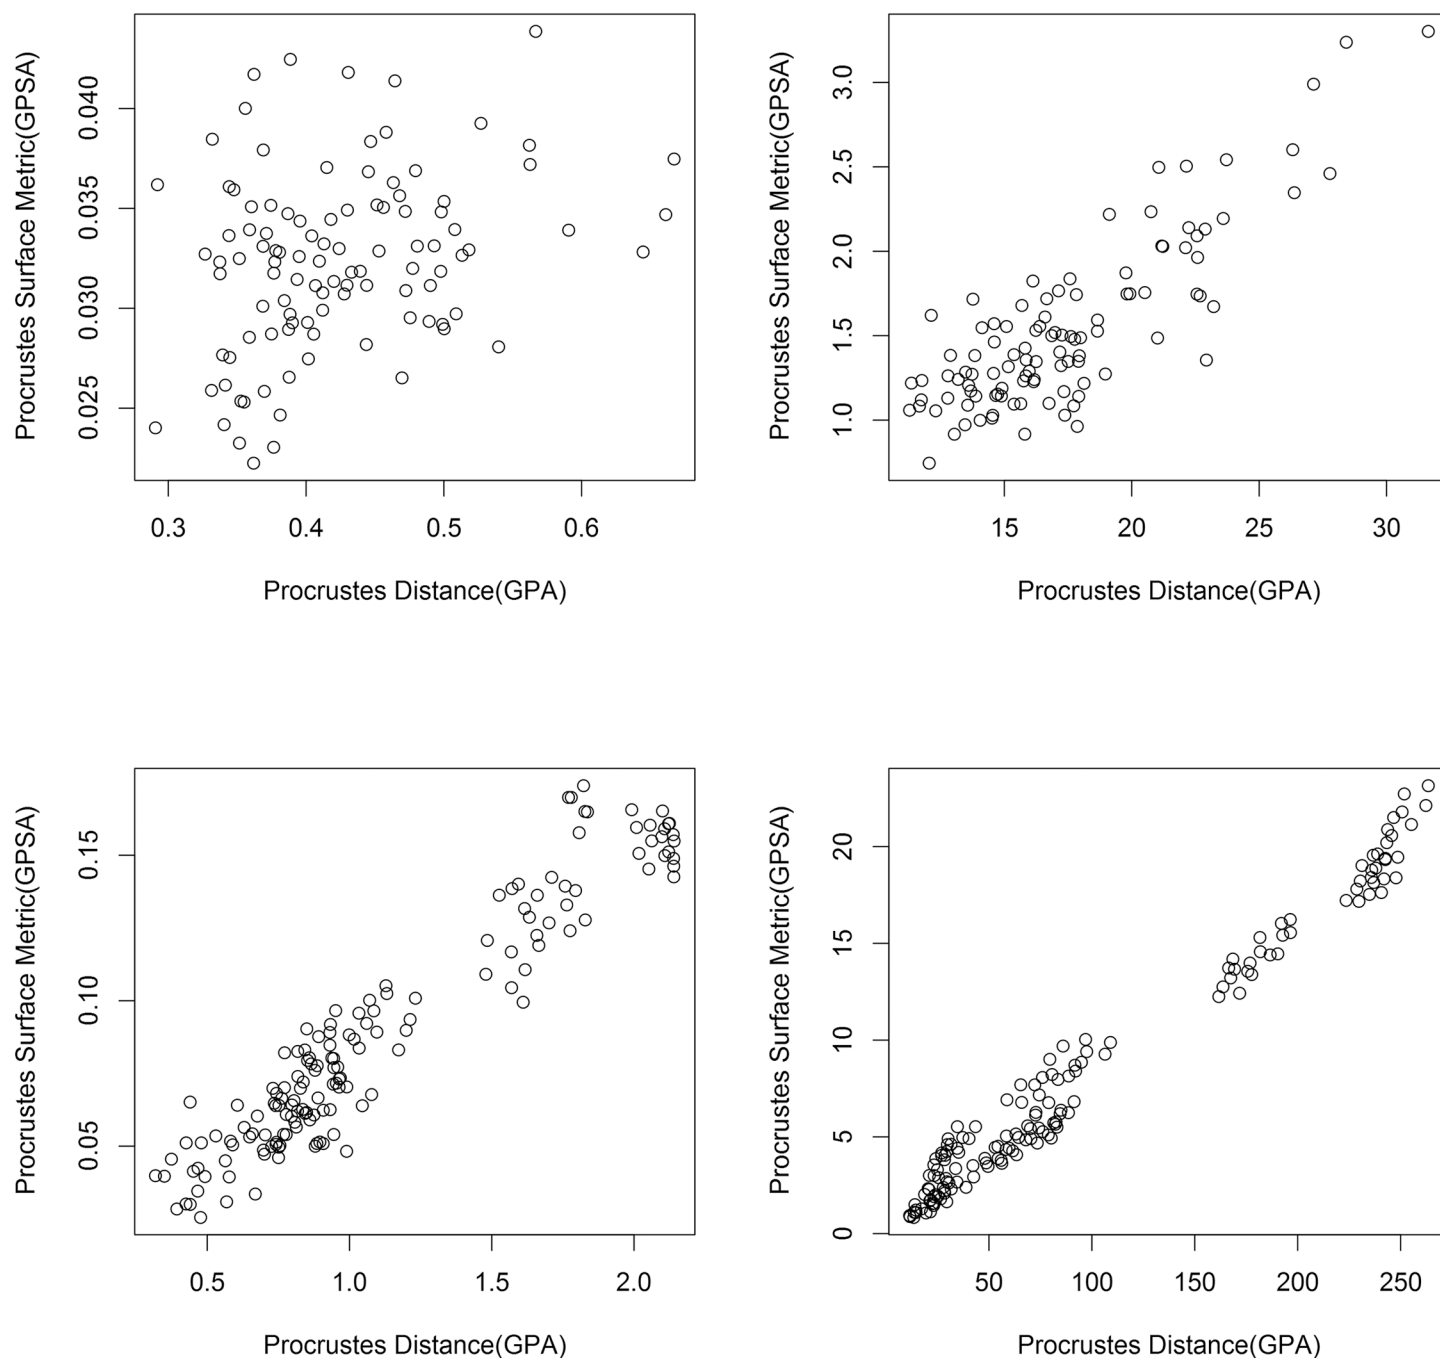 Procrustes Surface Metric(GPSA)
0.025 0.030 0.035 0.040
0.3 0.4 0.5 0.6
Procrustes Distance(GPA)
Procrustes Surface Metric(GPSA)
1.0 1.5 2.0 2.5 3.0
15 20 25 30
Procrustes Distance(GPA)
Procrustes Surface Metric(GPSA)
0.05 0.10 0.15
0.5 1.0 1.5 2.0
Procrustes Distance(GPA)
Procrustes Surface Metric(GPSA)
0 5 10 15 20
50 100 150 200 250
Procrustes Distance(GPA)